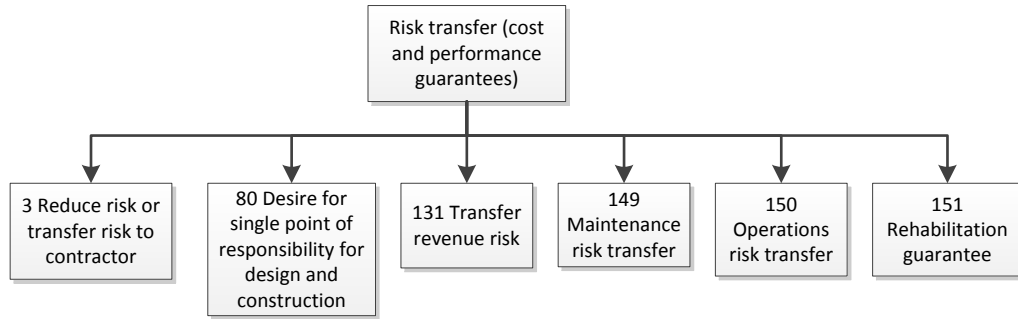 Risk transfer (cost
and performance
guarantees)
3 Reduce risk or
transfer risk to
contractor
80 Desire for
single point of
responsibility for
design and
construction
131 Transfer
revenue risk
149
Maintenance
risk transfer
150
Operations
risk transfer
151
Rehabilitation
guarantee